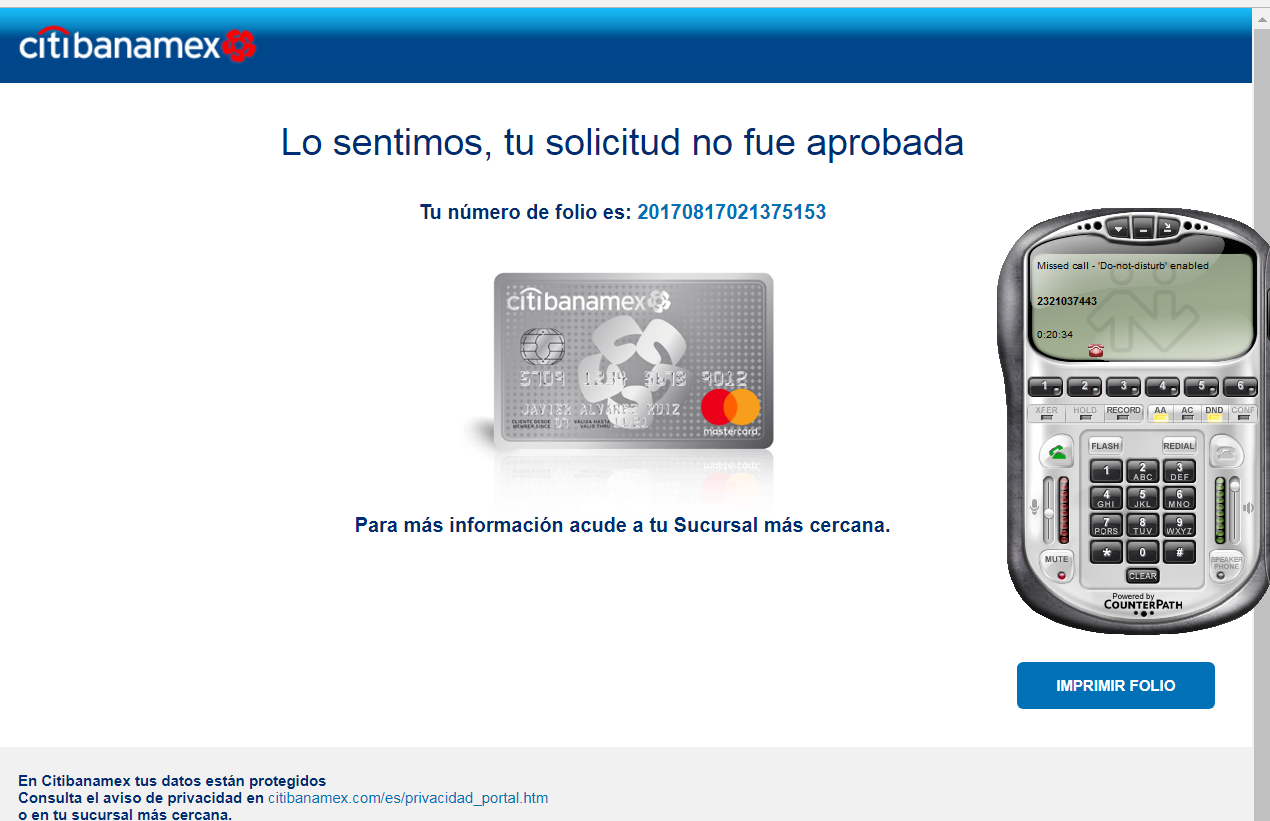 citibanamex
Lo sentimos, tu solicitud no fue aprobada
Tu número de folio es: 20170817021375153
citibanamex
5709 1234 5678 9012
JAVIER ALVAREZ RUIZ
CLIENTE DESDE
MEMBER SINCE
VÁLIDA HASTA
VALID THRU
mastercard
Para más información acude a tu Sucursal más cercana.
Missed call - 'Do-not-disturb' enabled
2321037443
0:20:34
1 2 3 4 5 6
XFER HOLD RECORD AA AC DND CONF
FLASH REDIAL
1 2 ABC 3 DEF
4 GHI 5 JKL 6 MNO
7 PQRS 8 TUV 9 WXYZ
* 0 #
MUTE
SPEAKER
PHONE
CLEAR
Powered by
COUNTERPATH
IMPRIMIR FOLIO
En Citibanamex tus datos están protegidos
Consulta el aviso de privacidad en citibanamex.com/es/privacidad_portal.htm
o en tu sucursal más cercana.